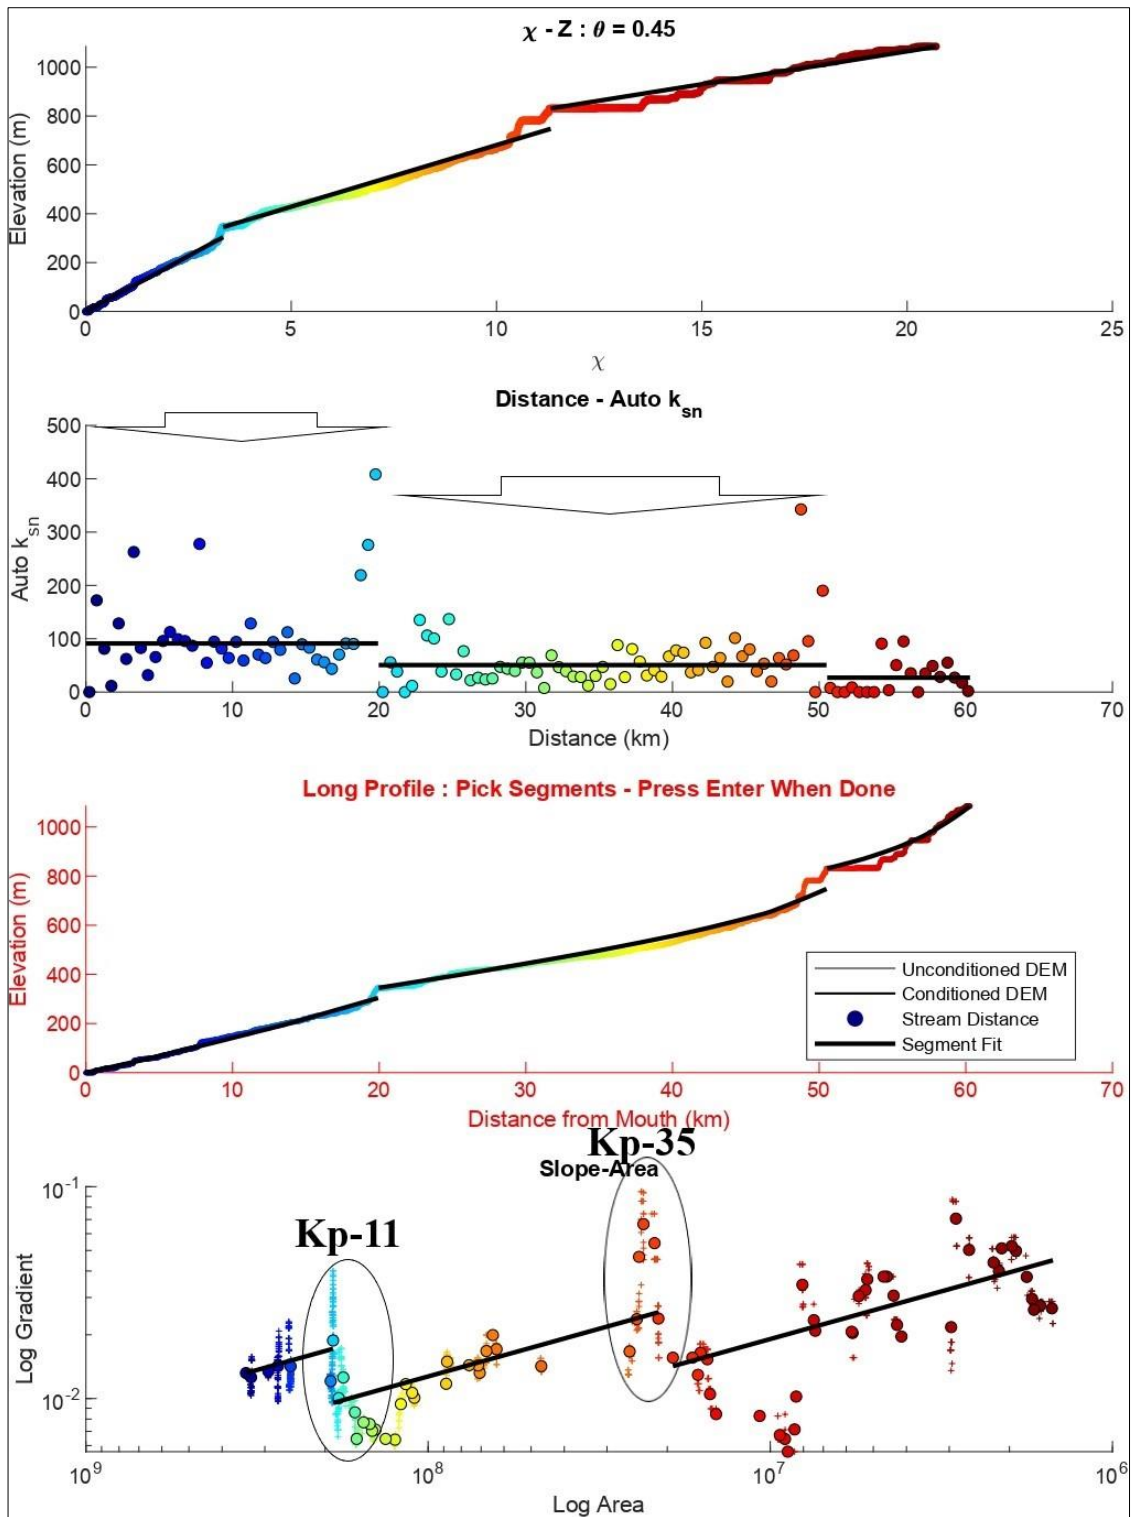 χ - Z : θ = 0.45
Elevation (m)
1000
800
600
400
200
0
0 5 10 15 20 25
χ
Distance - Auto ksn
Auto ksn
500
400
300
200
100
0
0 10 20 30 40 50 60 70
Distance (km)
Long Profile : Pick Segments - Press Enter When Done
Elevation (m)
1000
800
600
400
200
0
Unconditioned DEM
Conditioned DEM
Stream Distance
Segment Fit
0 10 20 30 40 50 60 70
Distance from Mouth (km)
Kp-35
Slope-Area
Kp-11
Log Gradient
10-1
10-2
109 108 107 106
Log Area